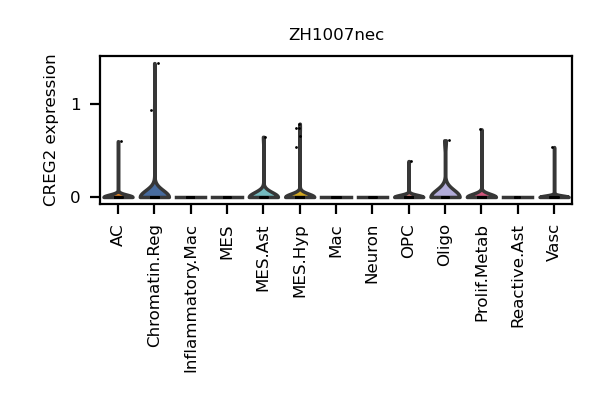 ZH1007nec
CREG2 expression
1
0
AC
Chromatin.Reg
Inflammatory.Mac
MES
MES.Ast
MES.Hyp
Mac
Neuron
OPC
Oligo
Prolif.Metab
Reactive.Ast
Vasc